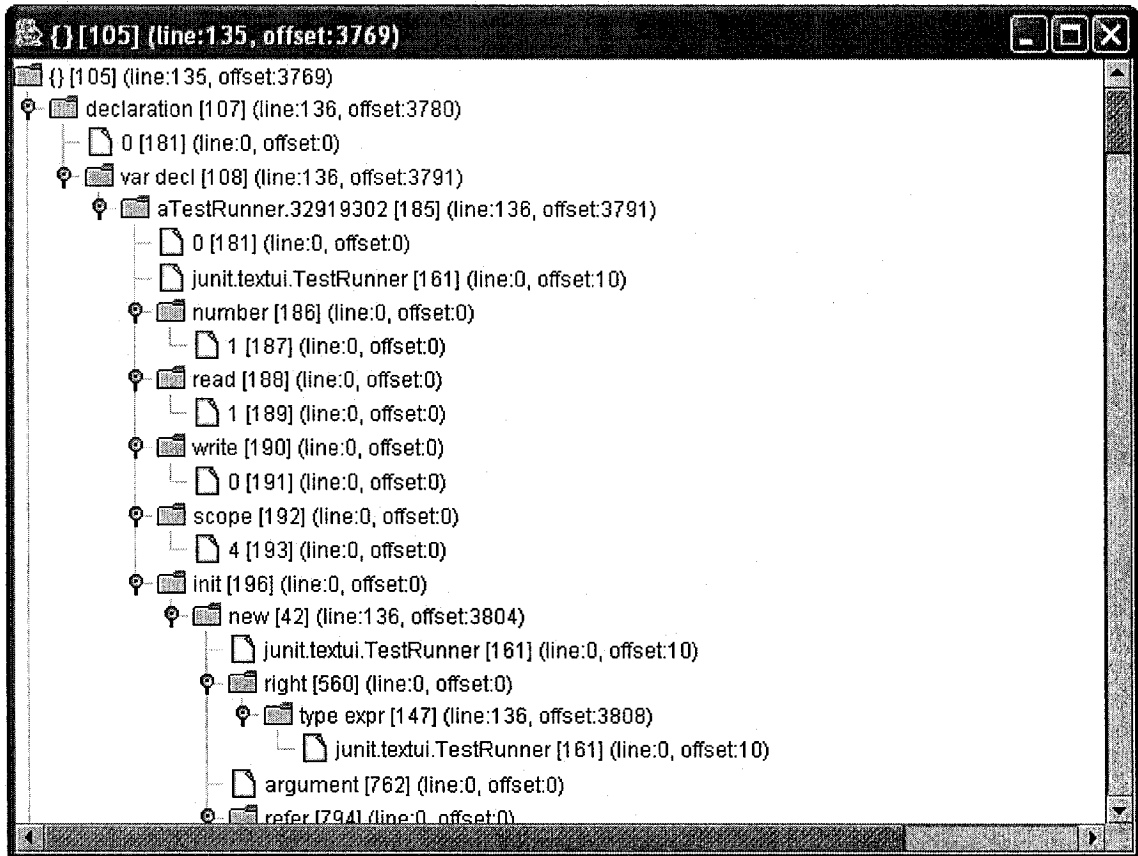 {} [105] (line:135, offset:3769)
{} [105] (line:135, offset:3769)
declaration [107] (line:136, offset:3780)
0 [181] (line:0, offset:0)
var decl [108] (line:136, offset:3791)
aTestRunner.32919302 [185] (line:136, offset:3791)
0 [181] (line:0, offset:0)
junit.textui.TestRunner [161] (line:0, offset:10)
number [186] (line:0, offset:0)
1 [187] (line:0, offset:0)
read [188] (line:0, offset:0)
1 [189] (line:0, offset:0)
write [190] (line:0, offset:0)
0 [191] (line:0, offset:0)
scope [192] (line:0, offset:0)
4 [193] (line:0, offset:0)
init [196] (line:0, offset:0)
new [42] (line:136, offset:3804)
junit.textui.TestRunner [161] (line:0, offset:10)
right [560] (line:0, offset:0)
type expr [147] (line:136, offset:3808)
junit.textui.TestRunner [161] (line:0, offset:10)
argument [762] (line:0, offset:0)
refer [794] (line:0, offset:0)